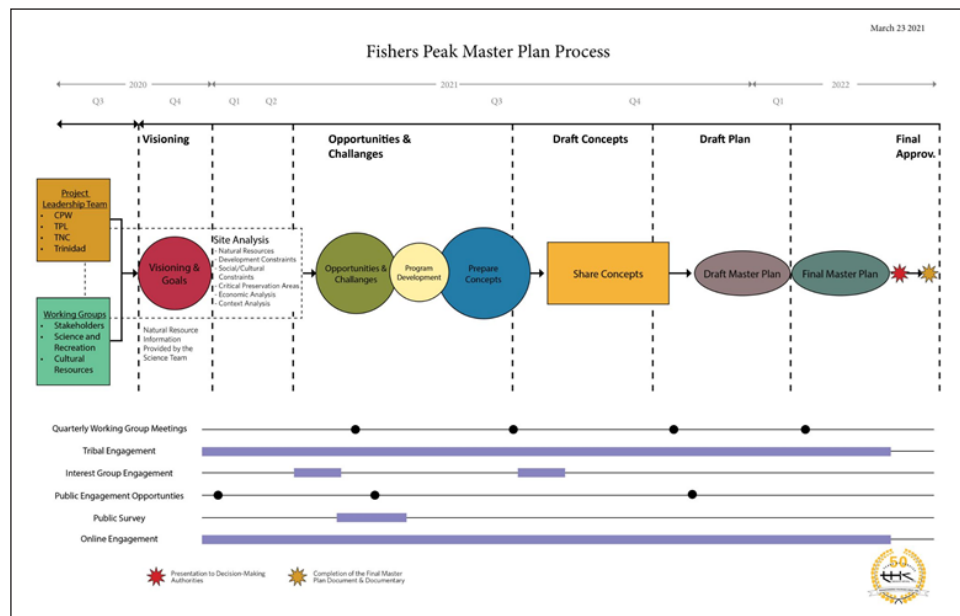 March 23 2021
Fishers Peak Master Plan Process
2020
2021
2022
Q3
Q4
Q1
Q2
Q3
Q4
Q1
Visioning
Opportunities &
Challanges
Draft Concepts
Draft Plan
Final
Approv.
Project
Leadership Team
• CPW
• TPL
• TNC
• Trinidad
Working Groups
• Stakeholders
• Science and
Recreation
• Cultural
Resources
Visioning &
Goals
Site Analysis
- Natural Resources
- Development Constraints
- Social/Cultural
Constraints
- Critical Preservation Areas
- Economic Analysis
- Context Analysis
Natural Resource
Information
Provided by the
Science Team
Opportunities &
Challanges
Program
Development
Prepare
Concepts
Share Concepts
Draft Master Plan
Final Master Plan
Quarterly Working Group Meetings
Tribal Engagement
Interest Group Engagement
Public Engagement Opportunties
Public Survey
Online Engagement
Presentation to Decision-Making
Authorities
Completion of the Final Master
Plan Document & Documentary
50